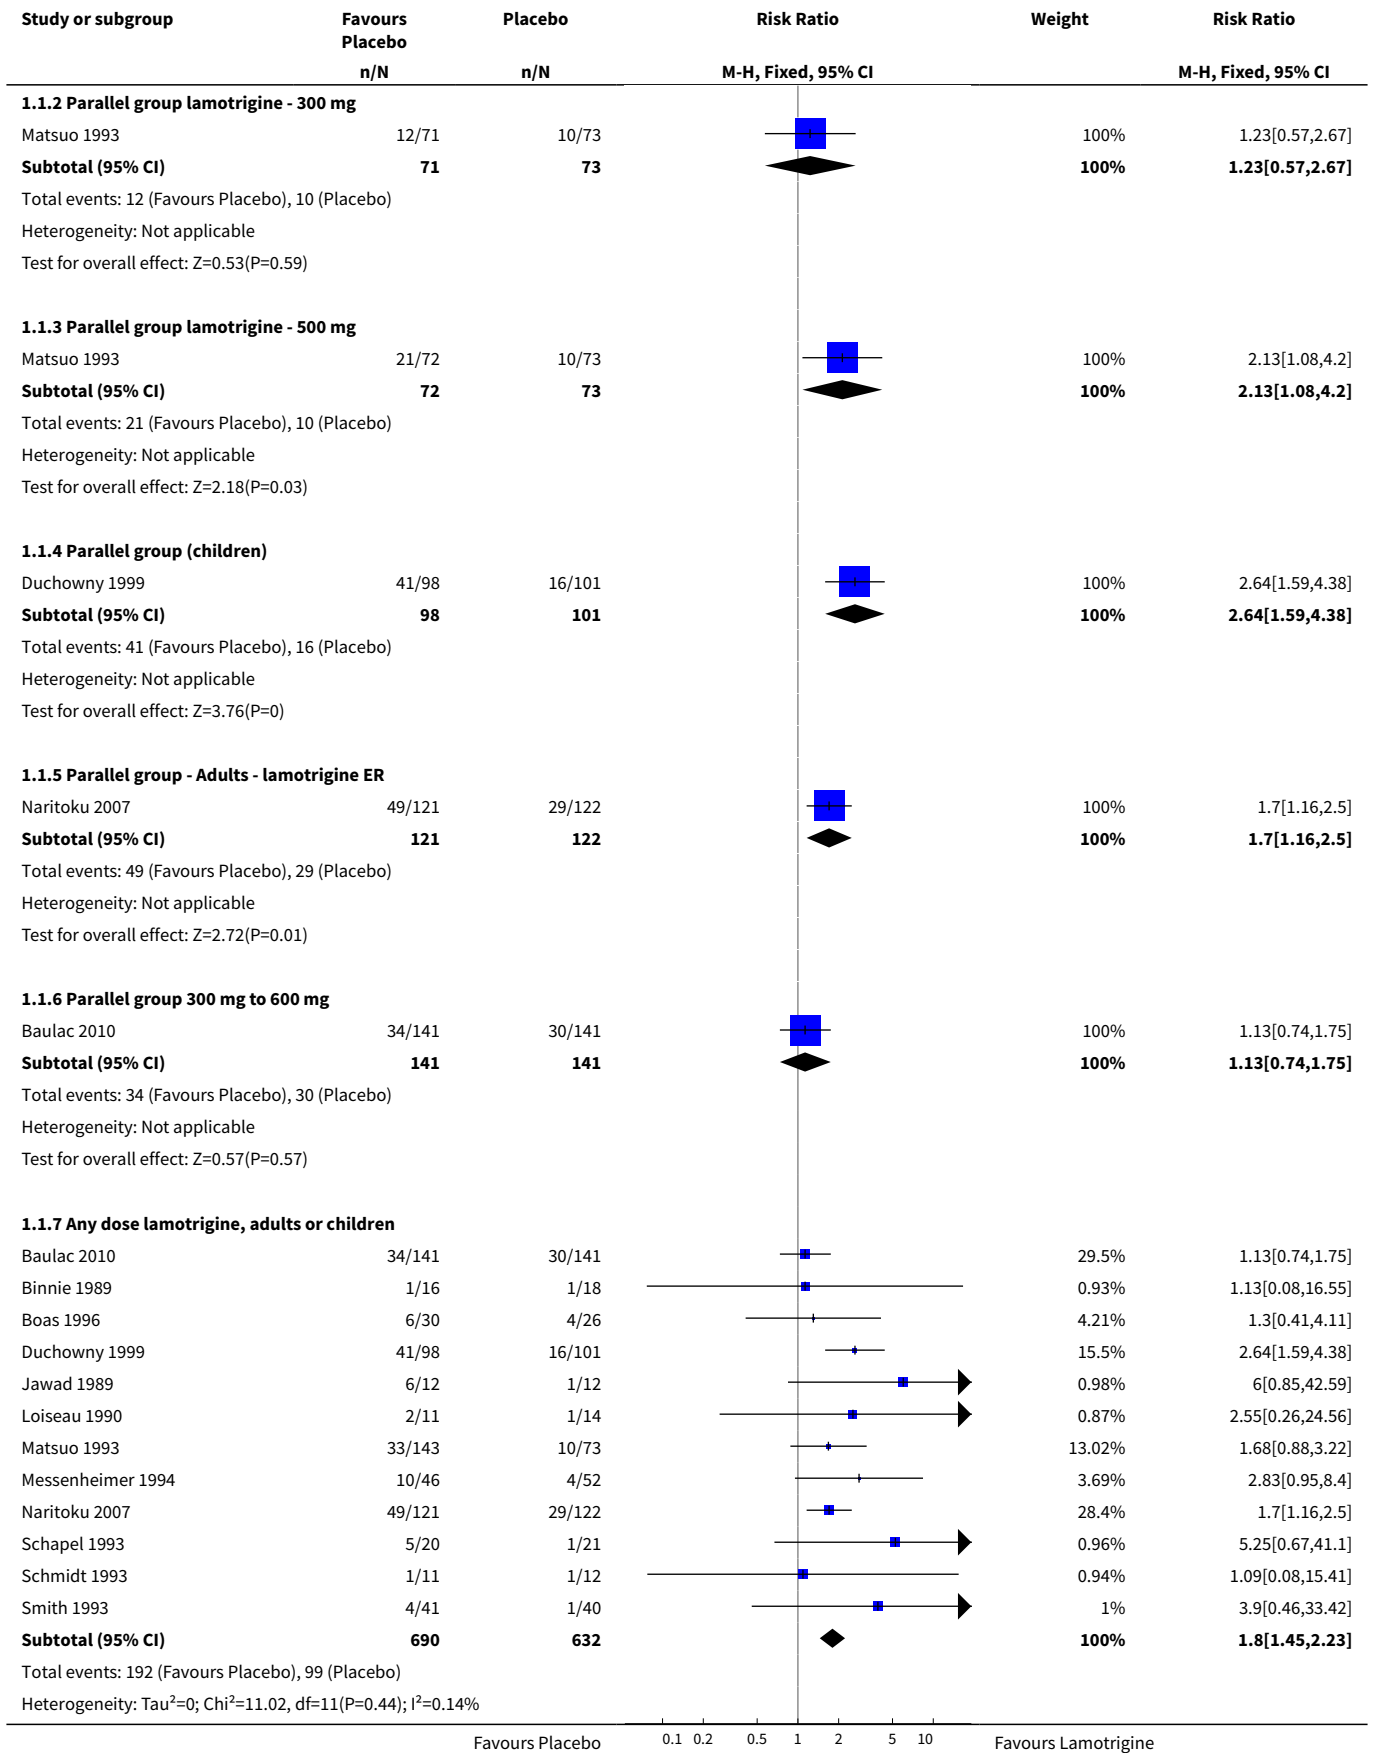 Study or subgroup Favours Placebo Placebo Risk Ratio Weight Risk Ratio
n/N n/N M-H, Fixed, 95% CI M-H, Fixed, 95% CI
1.1.2 Parallel group lamotrigine - 300 mg
Matsuo 1993 12/71 10/73 100% 1.23[0.57,2.67]
Subtotal (95% CI) 71 73 100% 1.23[0.57,2.67]
Total events: 12 (Favours Placebo), 10 (Placebo)
Heterogeneity: Not applicable
Test for overall effect: Z=0.53(P=0.59)
1.1.3 Parallel group lamotrigine - 500 mg
Matsuo 1993 21/72 10/73 100% 2.13[1.08,4.2]
Subtotal (95% CI) 72 73 100% 2.13[1.08,4.2]
Total events: 21 (Favours Placebo), 10 (Placebo)
Heterogeneity: Not applicable
Test for overall effect: Z=2.18(P=0.03)
1.1.4 Parallel group (children)
Duchowny 1999 41/98 16/101 100% 2.64[1.59,4.38]
Subtotal (95% CI) 98 101 100% 2.64[1.59,4.38]
Total events: 41 (Favours Placebo), 16 (Placebo)
Heterogeneity: Not applicable
Test for overall effect: Z=3.76(P=0)
1.1.5 Parallel group - Adults - lamotrigine ER
Naritoku 2007 49/121 29/122 100% 1.7[1.16,2.5]
Subtotal (95% CI) 121 122 100% 1.7[1.16,2.5]
Total events: 49 (Favours Placebo), 29 (Placebo)
Heterogeneity: Not applicable
Test for overall effect: Z=2.72(P=0.01)
1.1.6 Parallel group 300 mg to 600 mg
Baulac 2010 34/141 30/141 100% 1.13[0.74,1.75]
Subtotal (95% CI) 141 141 100% 1.13[0.74,1.75]
Total events: 34 (Favours Placebo), 30 (Placebo)
Heterogeneity: Not applicable
Test for overall effect: Z=0.57(P=0.57)
1.1.7 Any dose lamotrigine, adults or children
Baulac 2010 34/141 30/141 29.5% 1.13[0.74,1.75]
Binnie 1989 1/16 1/18 0.93% 1.13[0.08,16.55]
Boas 1996 6/30 4/26 4.21% 1.3[0.41,4.11]
Duchowny 1999 41/98 16/101 15.5% 2.64[1.59,4.38]
Jawad 1989 6/12 1/12 0.98% 6[0.85,42.59]
Loiseau 1990 2/11 1/14 0.87% 2.55[0.26,24.56]
Matsuo 1993 33/143 10/73 13.02% 1.68[0.88,3.22]
Messenheimer 1994 10/46 4/52 3.69% 2.83[0.95,8.4]
Naritoku 2007 49/121 29/122 28.4% 1.7[1.16,2.5]
Schapel 1993 5/20 1/21 0.96% 5.25[0.67,41.1]
Schmidt 1993 1/11 1/12 0.94% 1.09[0.08,15.41]
Smith 1993 4/41 1/40 1% 3.9[0.46,33.42]
Subtotal (95% CI) 690 632 100% 1.8[1.45,2.23]
Total events: 192 (Favours Placebo), 99 (Placebo)
Heterogeneity: Tau²=0; Chi²=11.02, df=11(P=0.44); I²=0.14%
Favours Placebo 0.1 0.2 0.5 1 2 5 10 Favours Lamotrigine